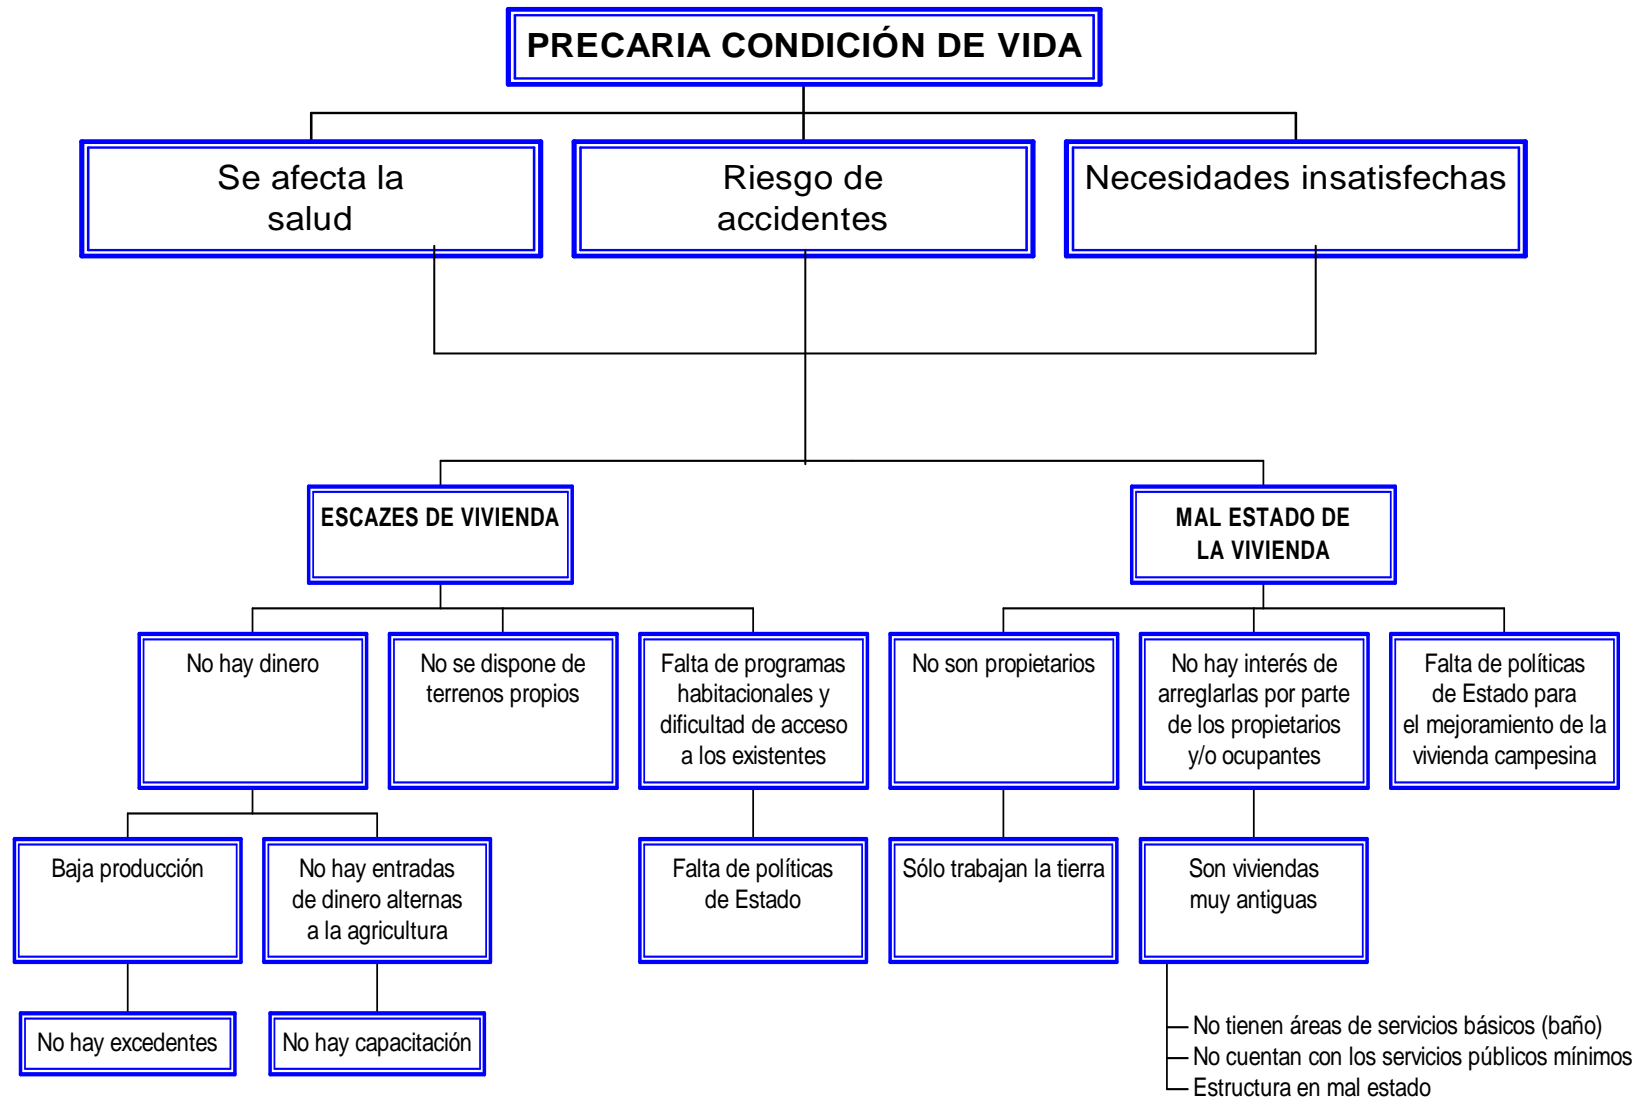 PRECARIA CONDICIÓN DE VIDA
Se afecta la
salud
Riesgo de
accidentes
Necesidades insatisfechas
ESCAZES DE VIVIENDA
MAL ESTADO DE
LA VIVIENDA
No hay dinero
No se dispone de
terrenos propios
Falta de programas
habitacionales y
dificultad de acceso
a los existentes
No son propietarios
No hay interés de
arreglarlas por parte
de los propietarios
y/o ocupantes
Falta de políticas
de Estado para
el mejoramiento de la
vivienda campesina
Baja producción
No hay entradas
de dinero alternas
a la agricultura
Falta de políticas
de Estado
Sólo trabajan la tierra
Son viviendas
muy antiguas
No hay excedentes
No hay capacitación
No tienen áreas de servicios básicos (baño)
No cuentan con los servicios públicos mínimos
Estructura en mal estado